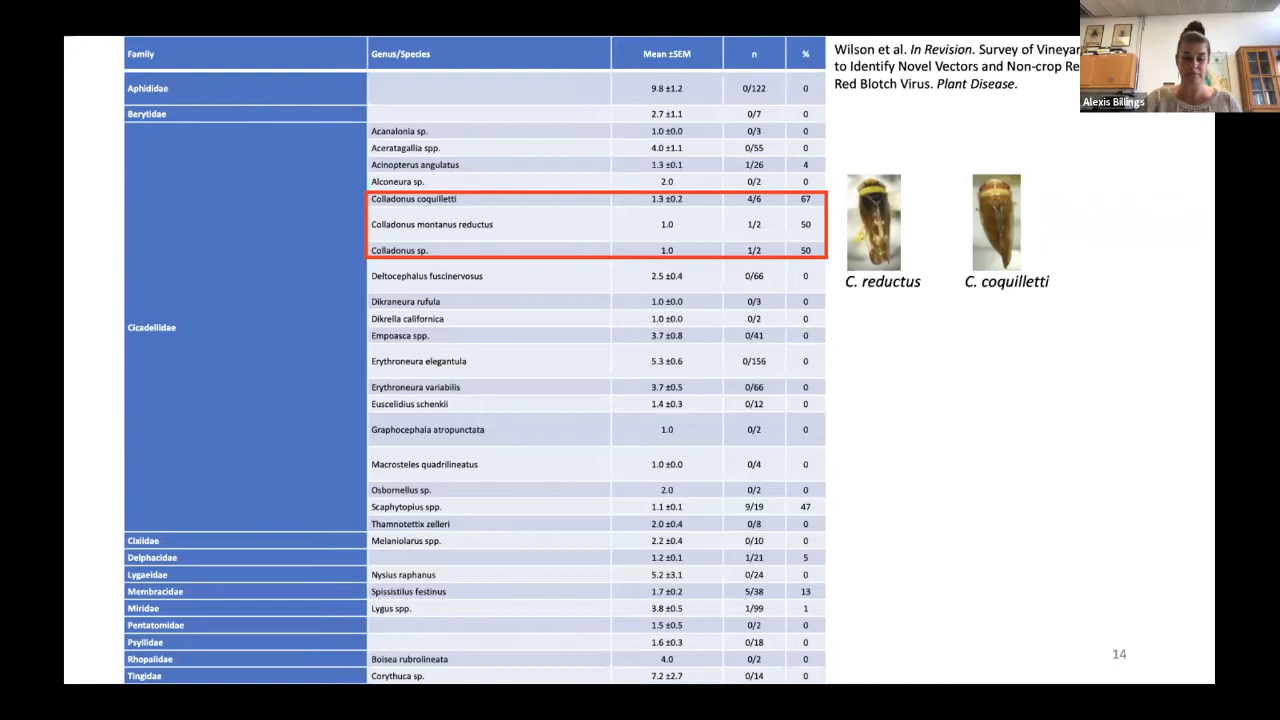 Family Genus/Species Mean ±SEM n %
Aphididae 9.8 ±1.2 0/122 0
Berytidae 2.7 ±1.1 0/7 0
Acanalonia sp. 1.0 ±0.0 0/3 0
Aceratagallia spp. 4.0 ±1.1 0/55 0
Acinopterus angulatus 1.3 ±0.1 1/26 4
Alconeura sp. 2.0 0/2 0
Colladonus coquilletti 1.3 ±0.2 4/6 67
Colladonus montanus reductus 1.0 1/2 50
Colladonus sp. 1.0 1/2 50
Deltocephalus fuscinervosus 2.5 ±0.4 0/66 0
Dikraneura rufula 1.0 ±0.0 0/3 0
Dikrella californica 1.0 ±0.0 0/2 0
Cicadellidae
Empoasca spp. 3.7 ±0.8 0/41 0
Erythroneura elegantula 5.3 ±0.6 0/156 0
Erythroneura variabilis 3.7 ±0.5 0/66 0
Euscelidius schenkii 1.4 ±0.3 0/12 0
Graphocephala atropunctata 1.0 0/2 0
Macrosteles quadrilineatus 1.0 ±0.0 0/4 0
Osbornellus sp. 2.0 0/2 0
Scaphytopius spp. 1.1 ±0.1 9/19 47
Thamnotettix zelleri 2.0 ±0.4 0/8 0
Cixiidae Melaniolarus spp. 2.2 ±0.4 0/10 0
Delphacidae 1.2 ±0.1 1/21 5
Lygaeidae Nysius raphanus 5.2 ±3.1 0/24 0
Membracidae Spissistilus festinus 1.7 ±0.2 5/38 13
Miridae Lygus spp. 3.8 ±0.5 1/99 1
Pentatomidae 1.5 ±0.5 0/2 0
Psyllidae 1.6 ±0.3 0/18 0
Rhopalidae Boisea rubrolineata 4.0 0/2 0
Tingidae Corythuca sp. 7.2 ±2.7 0/14 0
Wilson et al. In Revision. Survey of
to Identify Novel Vectors and Non-crop
Red Blotch Virus. Plant Disease.
Alexis Billings
C. reductus C. coquilletti
14